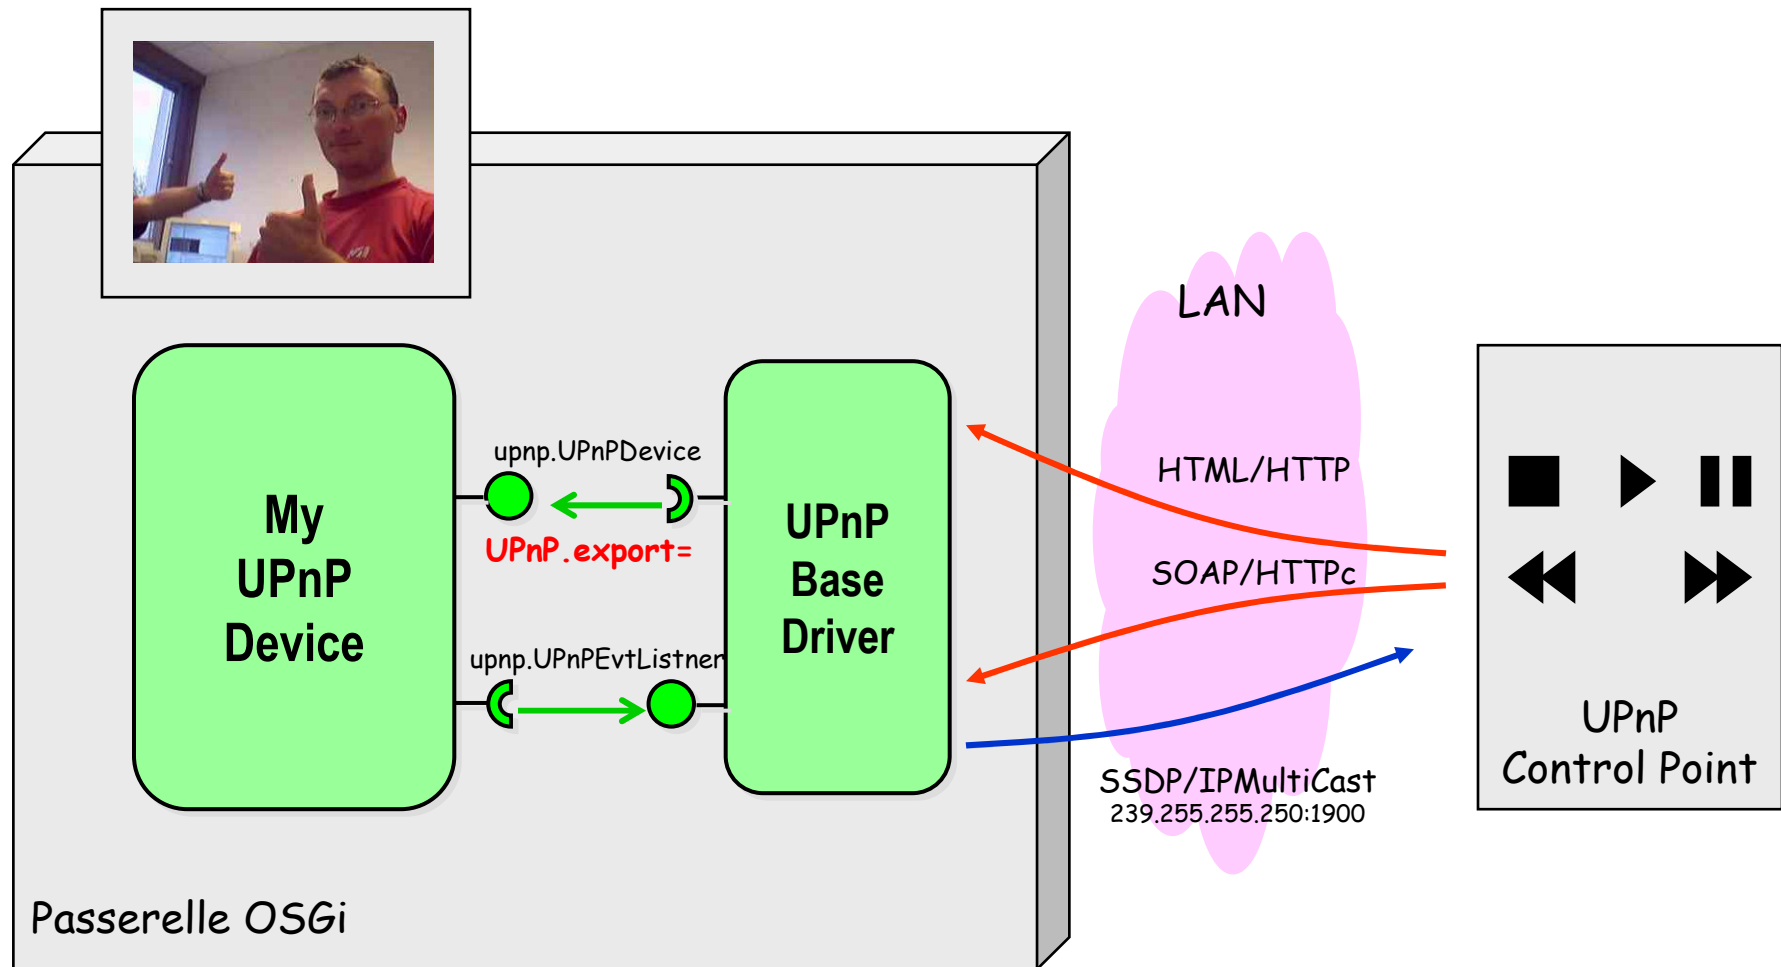 LAN
upnp.UPnPDevice
HTML/HTTP
My
UPnP
Device
UPnP
Base
Driver
UPnP.export=
SOAP/HTTPc
upnp.UPnPEvtListner
UPnP
Control Point
SSDP/IPMultiCast
239.255.255.250:1900
Passerelle OSGi